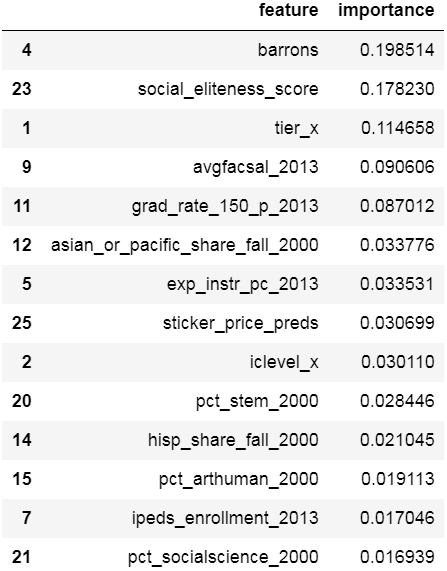 feature importance
4 barrons 0.198514
23 social_eliteness_score 0.178230
1 tier_x 0.114658
9 avgfacsal_2013 0.090606
11 grad_rate_150_p_2013 0.087012
12 asian_or_pacific_share_fall_2000 0.033776
5 exp_instr_pc_2013 0.033531
25 sticker_price_preds 0.030699
2 iclevel_x 0.030110
20 pct_stem_2000 0.028446
14 hisp_share_fall_2000 0.021045
15 pct_arthuman_2000 0.019113
7 ipeds_enrollment_2013 0.017046
21 pct_socialscience_2000 0.016939